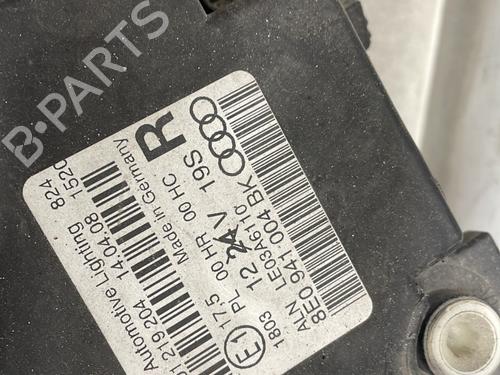 B-PARTS
Automotive Lighting 824
1 219 204 14.04.08 1520
Made in Germany
R
E1 17.5 00 HR 00 HC
1803 PL
12 24 V 19S
ALN LE03A6110
8E0 941 004 BK